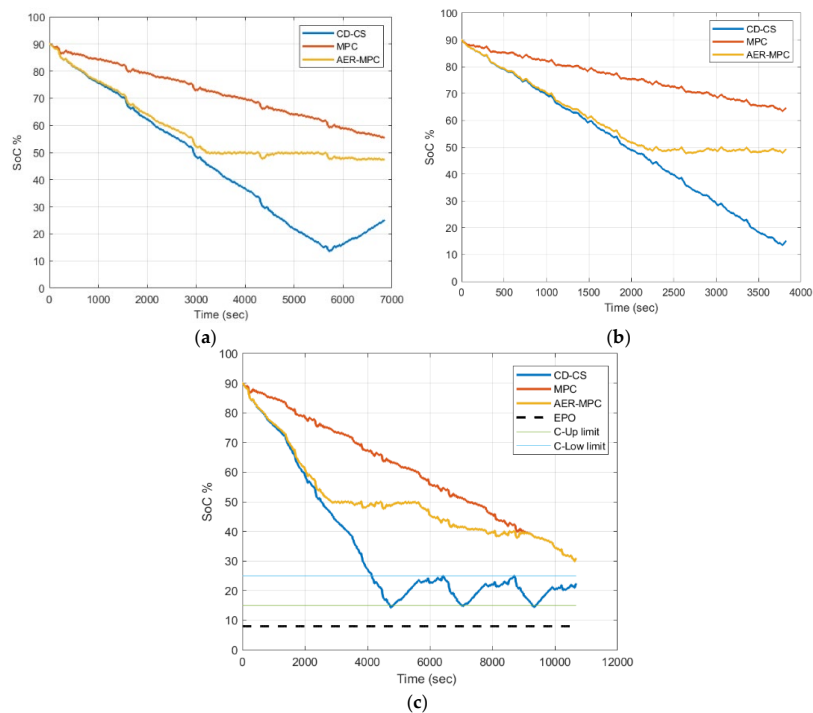 100
90
80
70
60
50
40
30
20
10
0
SoC %
0
1000
2000
3000
4000
5000
6000
7000
Time (sec)
CD-CS
MPC
AER-MPC
(a)
100
90
80
70
60
50
40
30
20
10
0
SoC %
0
500
1000
1500
2000
2500
3000
3500
4000
Time (sec)
CD-CS
MPC
AER-MPC
(b)
100
90
80
70
60
50
40
30
20
10
0
SoC %
0
2000
4000
6000
8000
10000
12000
Time (sec)
CD-CS
MPC
AER-MPC
EPO
C-Up limit
C-Low limit
(c)